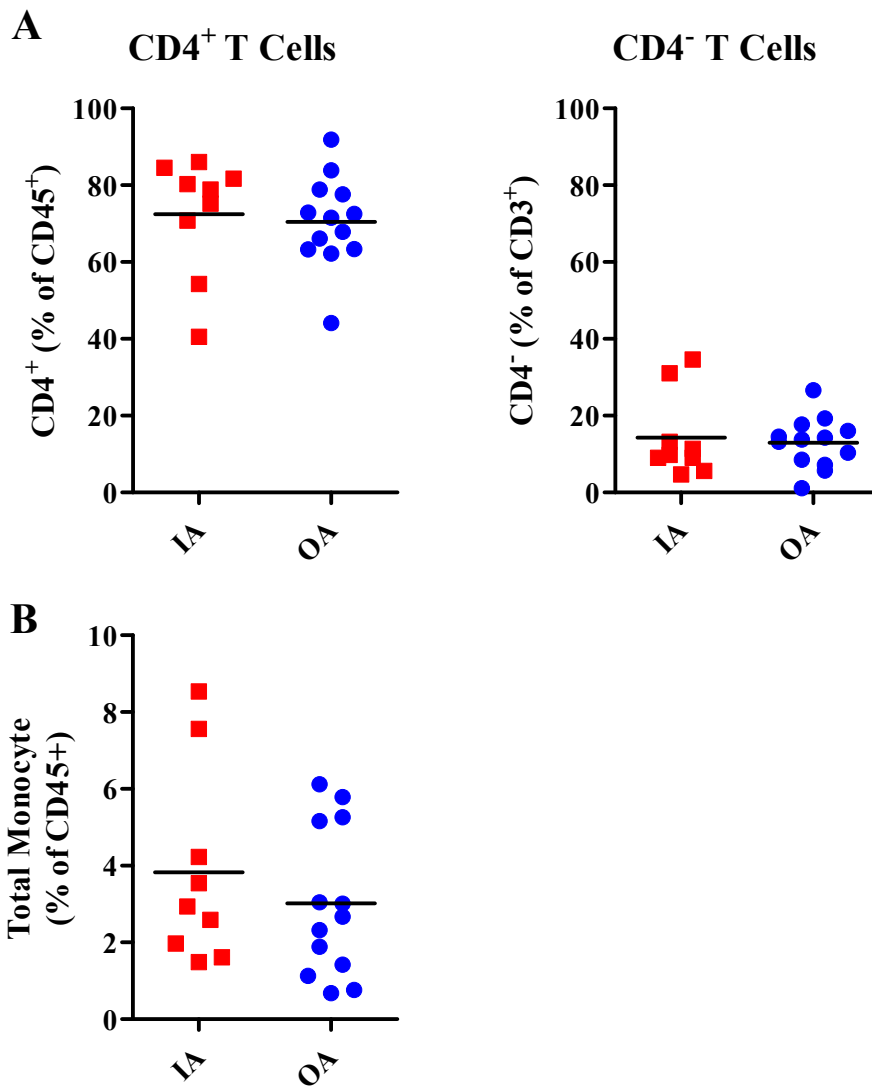 A
CD4⁺ T Cells
CD4⁻ T Cells
CD4⁺ (% of CD45⁺)
100
80
60
40
20
0
IA
OA
CD4⁻ (% of CD3⁺)
100
80
60
40
20
0
IA
OA
B
Total Monocyte
(% of CD45+)
10
8
6
4
2
0
IA
OA